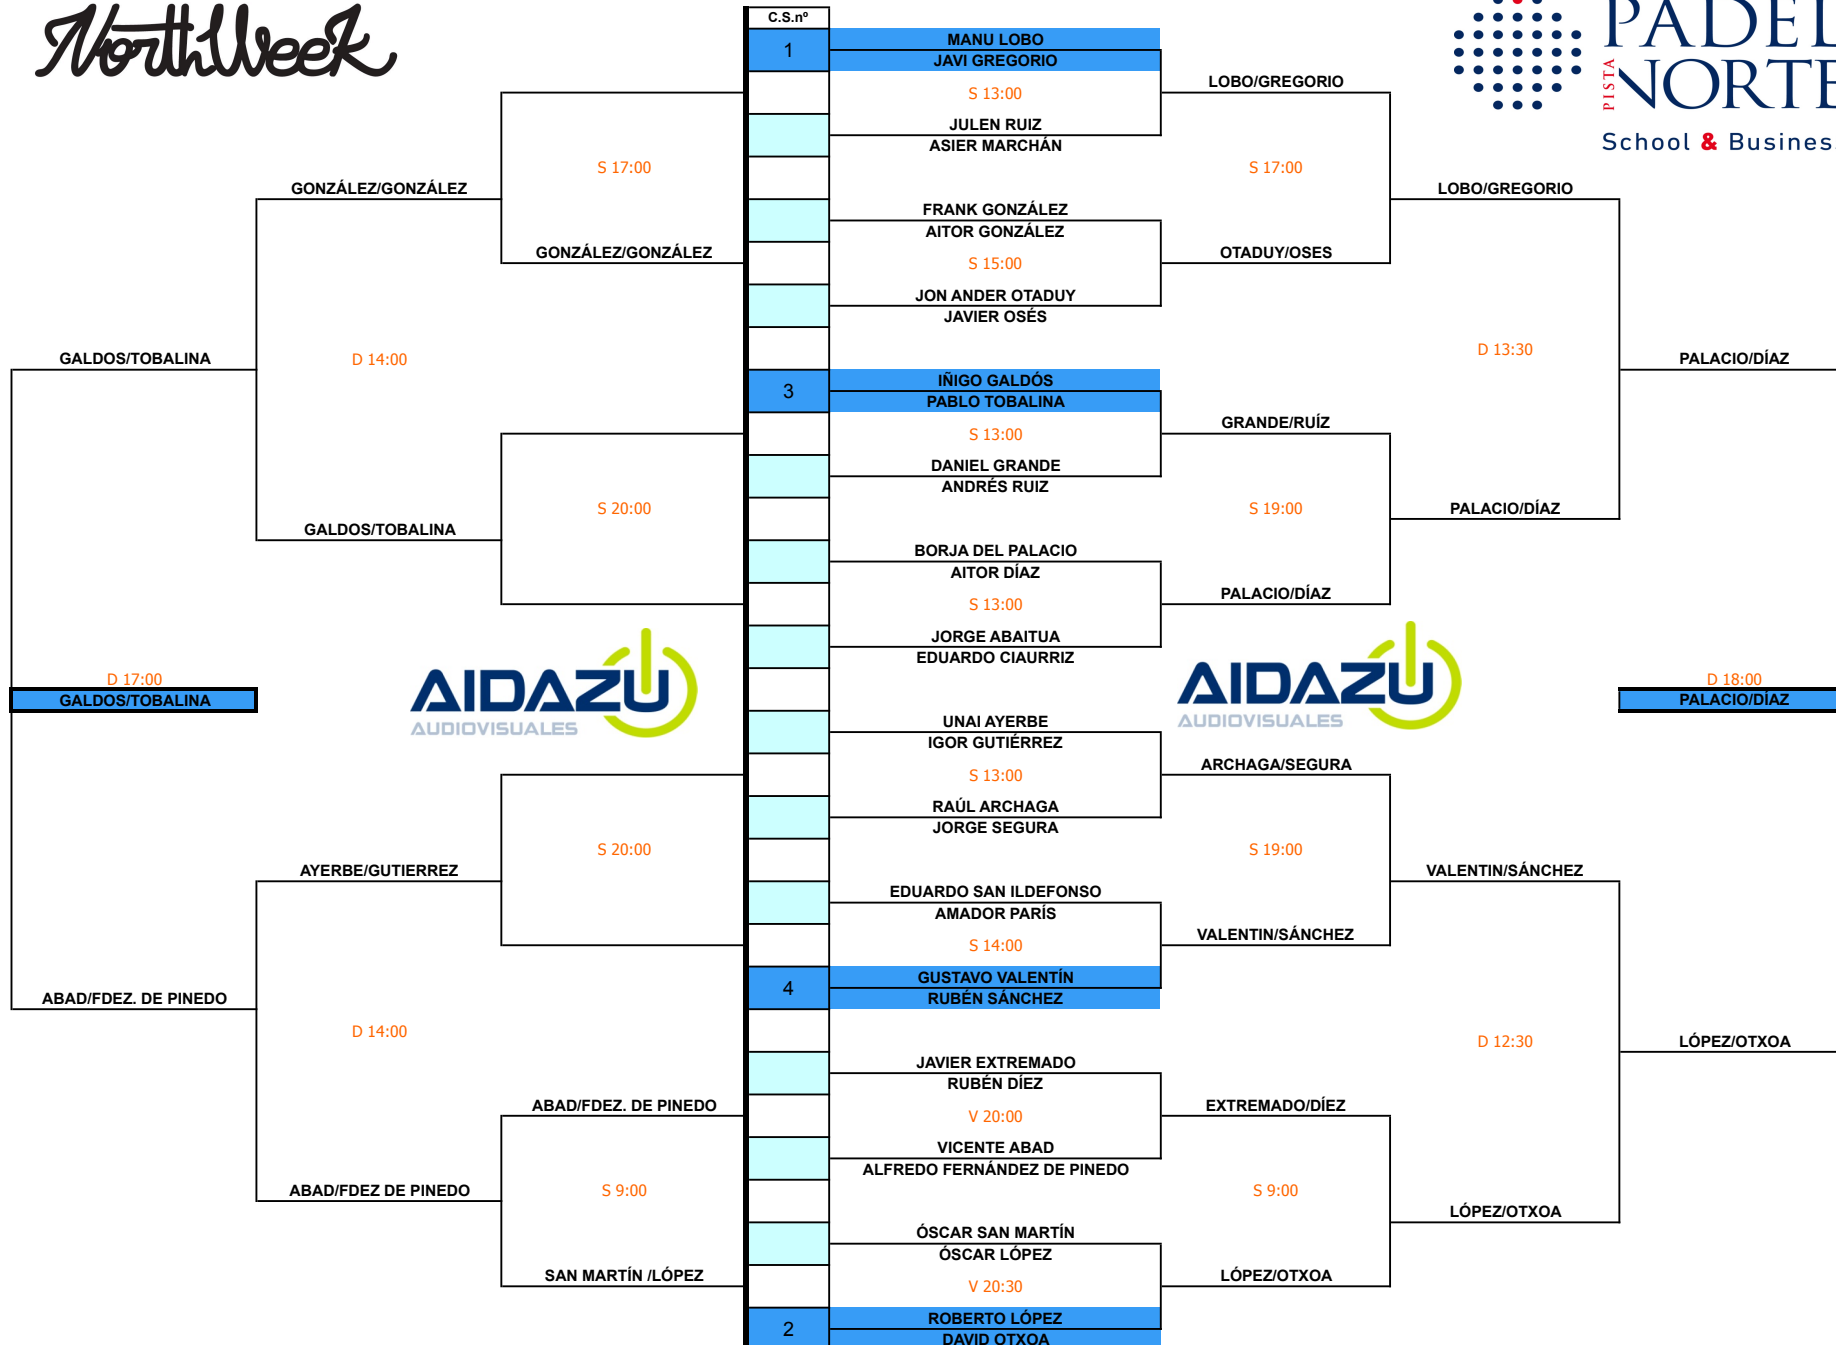 NorthWeek
C.S.nº
PADEL
PISTA
NORTE
School & Busines
1
MANU LOBO
JAVI GREGORIO
S 13:00
JULEN RUIZ
ASIER MARCHÁN
LOBO/GREGORIO
S 17:00
S 17:00
GONZÁLEZ/GONZÁLEZ
LOBO/GREGORIO
FRANK GONZÁLEZ
AITOR GONZÁLEZ
GONZÁLEZ/GONZÁLEZ
S 15:00
OTADUY/OSES
JON ANDER OTADUY
JAVIER OSÉS
GALDOS/TOBALINA
D 14:00
D 13:30
PALACIO/DÍAZ
3
IÑIGO GALDÓS
PABLO TOBALINA
S 13:00
GRANDE/RUÍZ
DANIEL GRANDE
ANDRÉS RUIZ
S 20:00
S 19:00
GALDOS/TOBALINA
PALACIO/DÍAZ
BORJA DEL PALACIO
AITOR DÍAZ
S 13:00
PALACIO/DÍAZ
JORGE ABAITUA
EDUARDO CIAURRIZ
D 17:00
GALDOS/TOBALINA
AIDAZU
AUDIOVISUALES
AIDAZU
AUDIOVISUALES
D 18:00
PALACIO/DÍAZ
UNAI AYERBE
IGOR GUTIÉRREZ
S 13:00
ARCHAGA/SEGURA
RAÚL ARCHAGA
JORGE SEGURA
S 20:00
S 19:00
AYERBE/GUTIERREZ
VALENTIN/SÁNCHEZ
EDUARDO SAN ILDEFONSO
AMADOR PARÍS
S 14:00
VALENTIN/SÁNCHEZ
4
GUSTAVO VALENTÍN
RUBÉN SÁNCHEZ
ABAD/FDEZ. DE PINEDO
D 14:00
D 12:30
LÓPEZ/OTXOA
JAVIER EXTREMADO
RUBÉN DÍEZ
ABAD/FDEZ. DE PINEDO
V 20:00
EXTREMADO/DÍEZ
VICENTE ABAD
ALFREDO FERNÁNDEZ DE PINEDO
ABAD/FDEZ DE PINEDO
S 9:00
S 9:00
LÓPEZ/OTXOA
ÓSCAR SAN MARTÍN
ÓSCAR LÓPEZ
SAN MARTÍN /LÓPEZ
V 20:30
LÓPEZ/OTXOA
2
ROBERTO LÓPEZ
DAVID OTXOA